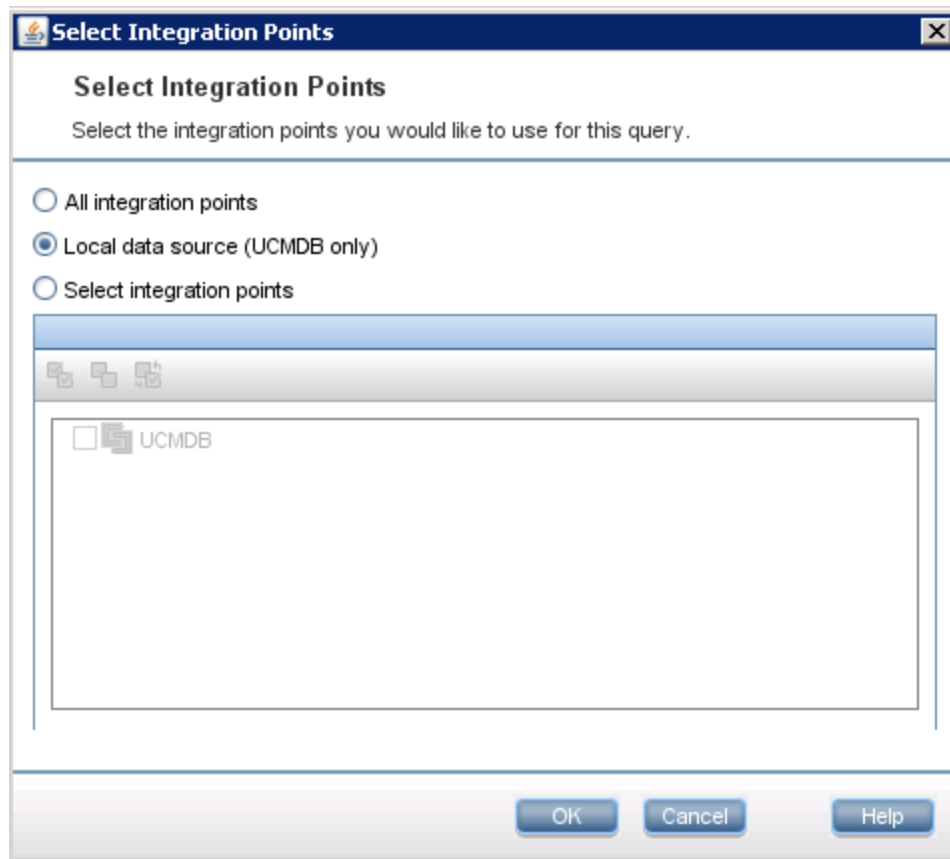 Select Integration Points
Select Integration Points
Select the integration points you would like to use for this query.
All integration points
Local data source (UCMDB only)
Select integration points
UCMDB
OK Cancel Help